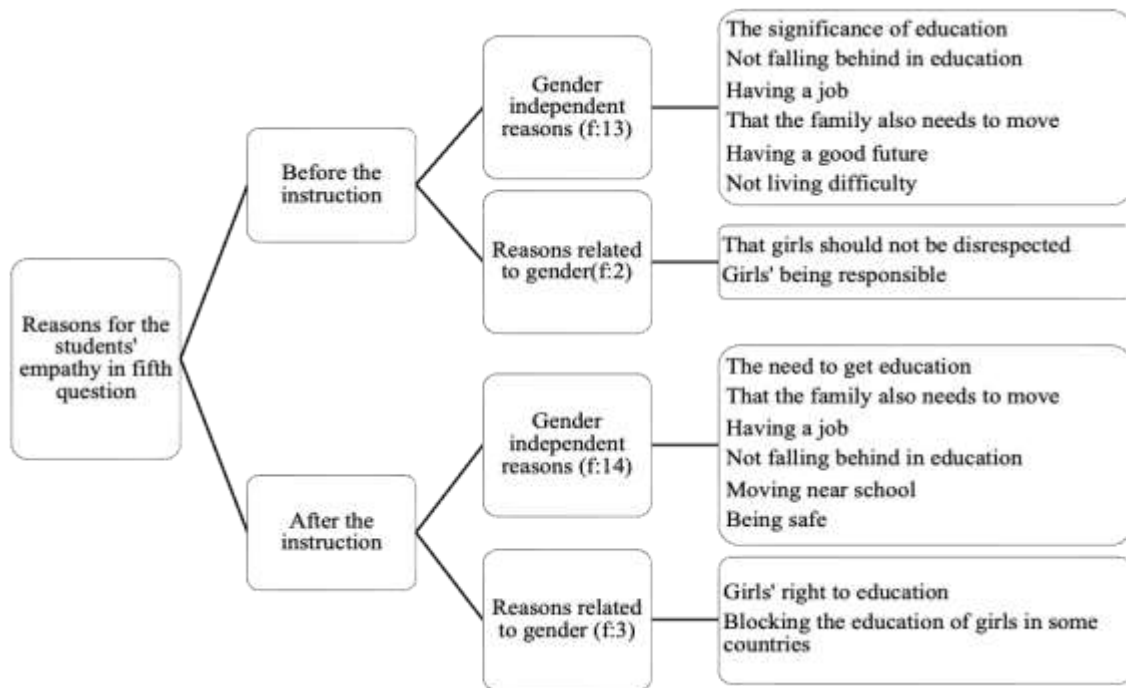 Reasons for the
students'
empathy in fifth
question
Before the
instruction
Gender
independent
reasons (f:13)
The significance of education
Not falling behind in education
Having a job
That the family also needs to move
Having a good future
Not living difficulty
Reasons related
to gender(f:2)
That girls should not be disrespected
Girls' being responsible
After the
instruction
Gender
independent
reasons (f:14)
The need to get education
That the family also needs to move
Having a job
Not falling behind in education
Moving near school
Being safe
Reasons related
to gender (f:3)
Girls' right to education
Blocking the education of girls in some
countries